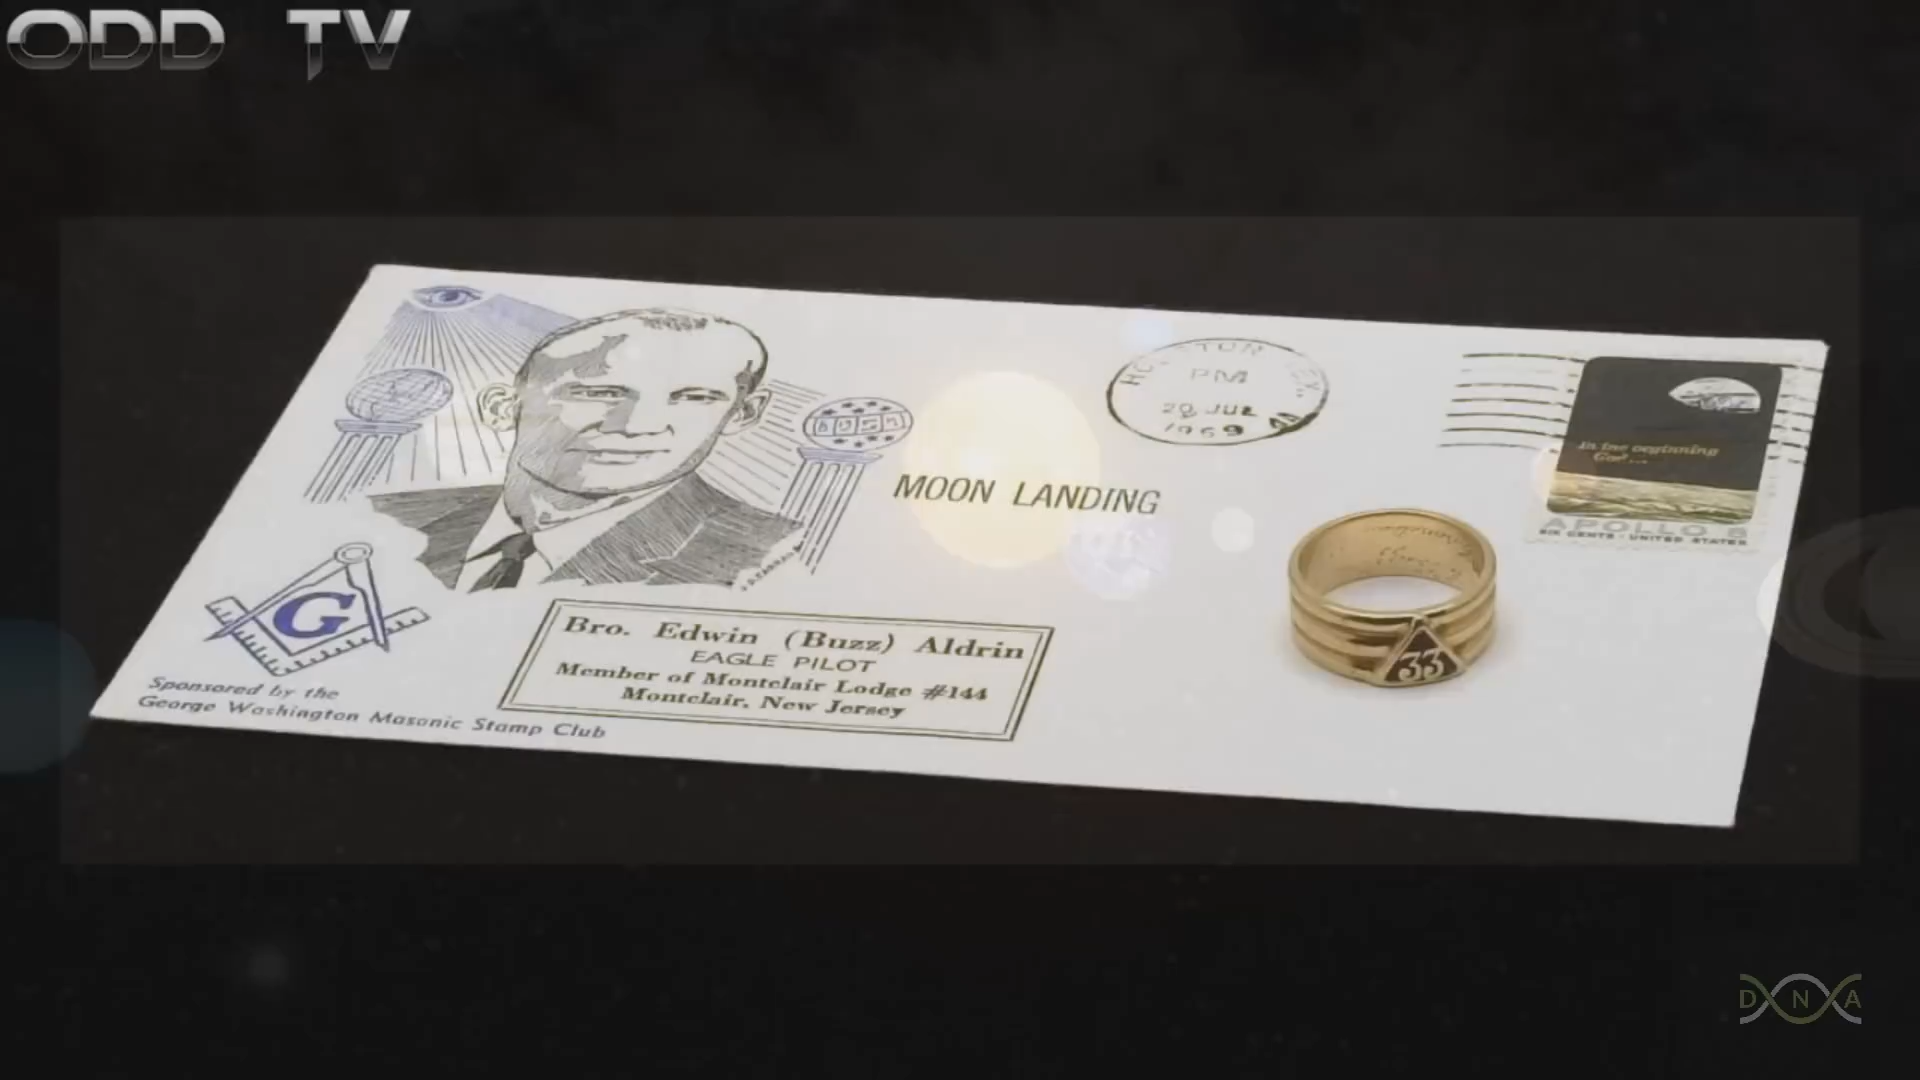 ODD TV
HOUSTON, TEX.
PM
20 JUL
1969
MOON LANDING
In the beginning
God...
APOLLO 8
SIX CENTS · UNITED STATES
33
G
Bro. Edwin (Buzz) Aldrin
EAGLE PILOT
Member of Montclair Lodge #144
Montclair, New Jersey
Sponsored by the
George Washington Masonic Stamp Club
DNA